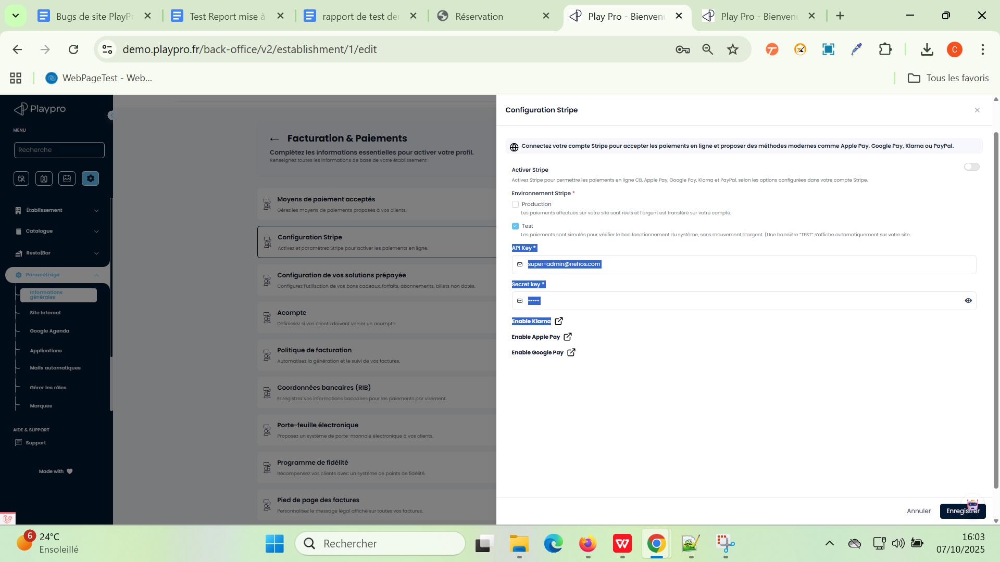 Bugs de site PlayPr
Test Report mise à
rapport de test de
Réservation
Play Pro - Bienven
Play Pro - Bienven
demo.playpro.fr/back-office/v2/establishment/1/edit
C
WebPageTest - Web...
Tous les favoris
Playpro
MENU
Recherche
Établissement
Catalogue
Resto|Bar
Paramétrage
Informations
générales
Site Internet
Google Agenda
Applications
Mails automatiques
Gérer les rôles
Marques
AIDE & SUPPORT
Support
Made with
Facturation & Paiements
Complétez les informations essentielles pour activer votre profil.
Renseignez toutes les informations de base de votre établissement
Moyens de paiement acceptés
Gérez les moyens de paiements proposés à vos clients.
Configuration Stripe
Activez et paramétrez Stripe pour activer les paiements en ligne.
Configuration de vos solutions prépayée
Configurez l'utilisation de vos bons cadeaux, forfaits, abonnements, billets non datés.
Acompte
Définissez si vos clients doivent verser un acompte.
Politique de facturation
Automatisez la génération et le suivi de vos factures.
Coordonnées bancaires (RIB)
Enregistrez vos informations bancaires pour les paiements par virement.
Porte-feuille électronique
Proposez un système de porte-monnaie électronique à vos clients.
Programme de fidélité
Récompensez vos clients avec un système de points de fidélité.
Pied de page des factures
Personnalisez le message légal affiché sur toutes vos factures.
Configuration Stripe
Connectez votre compte Stripe pour accepter les paiements en ligne et proposer des méthodes modernes comme Apple Pay, Google Pay, Klarna ou PayPal.
Activer Stripe
Activez Stripe pour permettre les paiements en ligne CB, Apple Pay, Google Pay, Klarna et PayPal, selon les options configurées dans votre compte Stripe.
Environnement Stripe *
Production
Les paiements effectués sur votre site sont réels et l'argent est transféré sur votre compte.
Test
Les paiements sont simulés pour vérifier le bon fonctionnement du système, sans mouvement d'argent. (Une bannière "TEST" s'affiche automatiquement sur votre site.
API Key *
super-admin@nehos.com
Secret key *
•••••
Enable Klarna
Enable Apple Pay
Enable Google Pay
Annuler
Enregistrer
6
24°C
Ensoleillé
Rechercher
16:03
07/10/2025